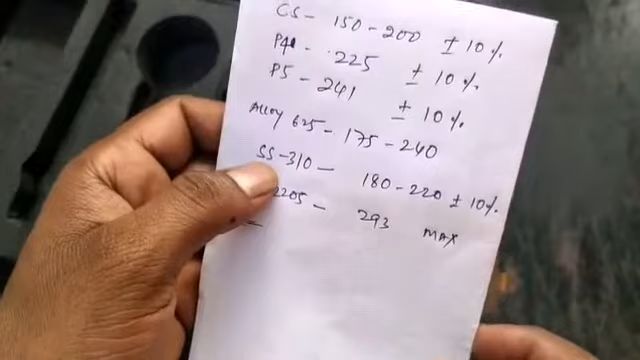 CS - 150 - 200 ± 10%
P4 - 225 ± 10%
P5 - 241 ± 10%
Alloy 625 - 175 - 240
SS-310 - 180 - 220 ± 10%
2205 - 293 MAX